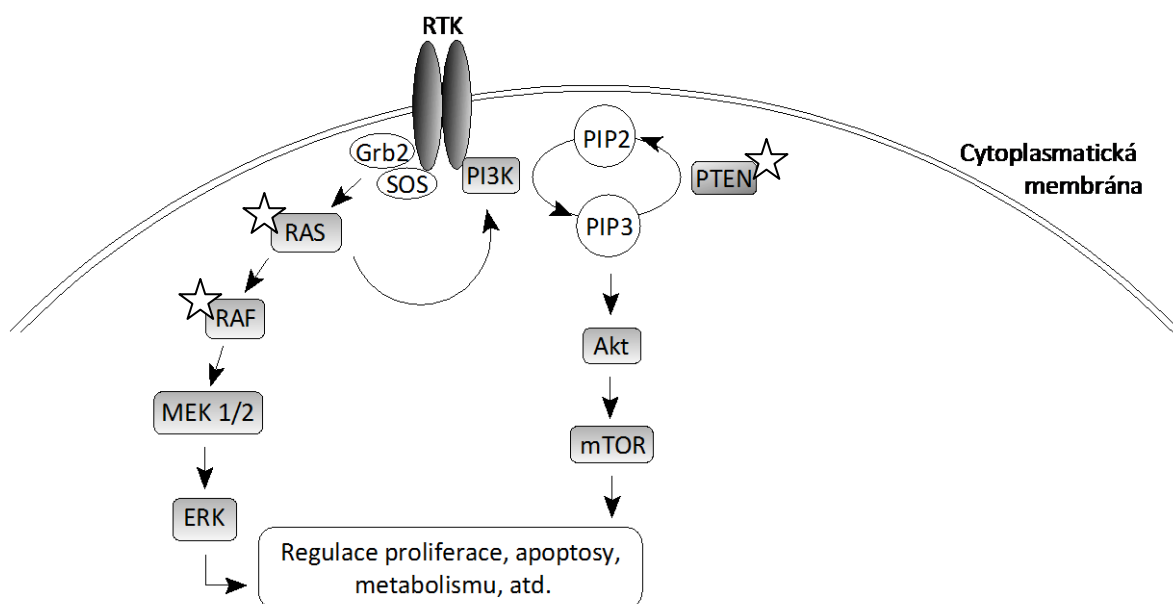 RTK
Grb2
SOS
PI3K
PIP2
PIP3
PTEN
Cytoplasmatická
membrána
RAS
RAF
MEK 1/2
ERK
Akt
mTOR
Regulace proliferace, apoptosy,
metabolismu, atd.